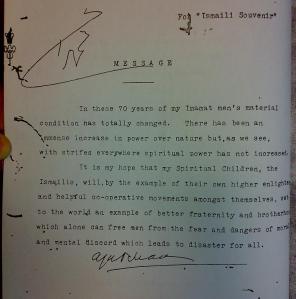 For "Ismaili Souvenir"
MESSAGE
In these 70 years of my Imamat men's material
condition has totally changed. There has been an
immense increase in power over nature but, as we see,
with strifes everywhere spiritual power has not increased.
It is my hope that my Spiritual Children, the
Ismailis, will, by the example of their own higher enlighten
and helpful co-operative movements amongst themselves, set
to the world an example of better fraternity and brotherhood
which alone can free men from the fear and dangers of moral
and mental discord which leads to disaster for all.